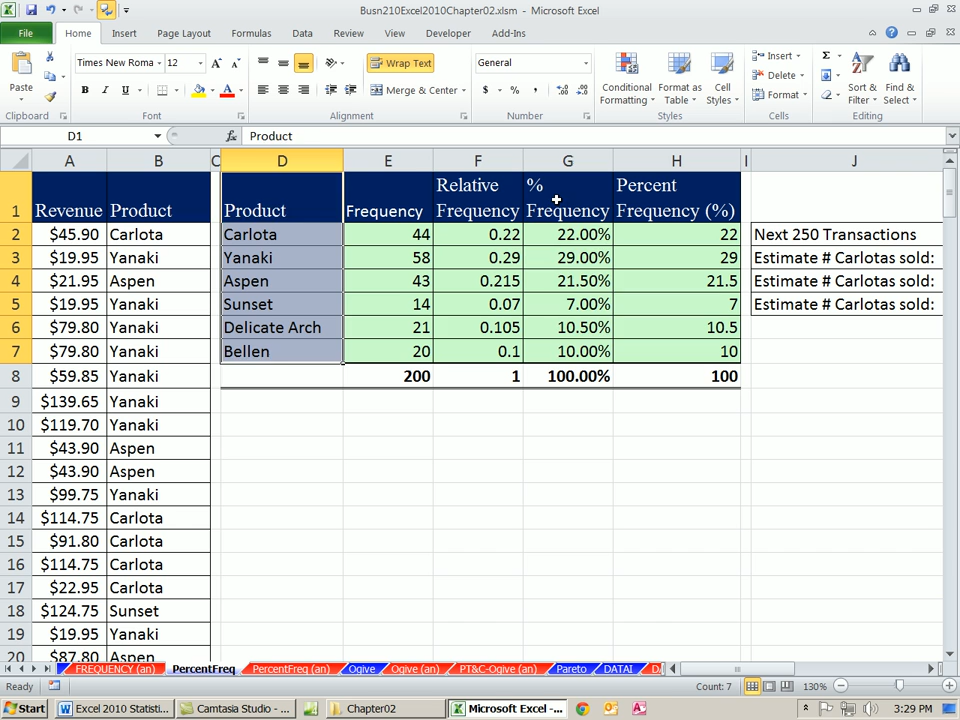 Busn210Excel2010Chapter02.xlsm - Microsoft Excel
File Home Insert Page Layout Formulas Data Review View Developer Add-Ins
Paste
Clipboard
Times New Roma 12
B I U
Font
Wrap Text
Merge & Center
Alignment
General
$ % ,
Number
Conditional Formatting
Format as Table
Cell Styles
Styles
Insert
Delete
Format
Cells
Σ
Sort & Filter
Find & Select
Editing
D1 fx Product
A B C D E F G H I J
1 Revenue Product Product Frequency Relative Frequency % Frequency Percent Frequency (%)
2 $45.90 Carlota Carlota 44 0.22 22.00% 22 Next 250 Transactions
3 $19.95 Yanaki Yanaki 58 0.29 29.00% 29 Estimate # Carlotas sold:
4 $21.95 Aspen Aspen 43 0.215 21.50% 21.5 Estimate # Carlotas sold:
5 $19.95 Yanaki Sunset 14 0.07 7.00% 7 Estimate # Carlotas sold:
6 $79.80 Yanaki Delicate Arch 21 0.105 10.50% 10.5
7 $79.80 Yanaki Bellen 20 0.1 10.00% 10
8 $59.85 Yanaki 200 1 100.00% 100
9 $139.65 Yanaki
10 $119.70 Yanaki
11 $43.90 Aspen
12 $43.90 Aspen
13 $99.75 Yanaki
14 $114.75 Carlota
15 $91.80 Carlota
16 $114.75 Carlota
17 $22.95 Carlota
18 $124.75 Sunset
19 $19.95 Yanaki
20 $87.80 Aspen
FREQUENCY (an) PercentFreq PercentFreq (an) Ogive Ogive (an) PT&C-Ogive (an) Pareto DATAI
Ready Count: 7 130%
Start Excel 2010 Statisti... Camtasia Studio - ... Chapter02 Microsoft Excel -... 3:29 PM